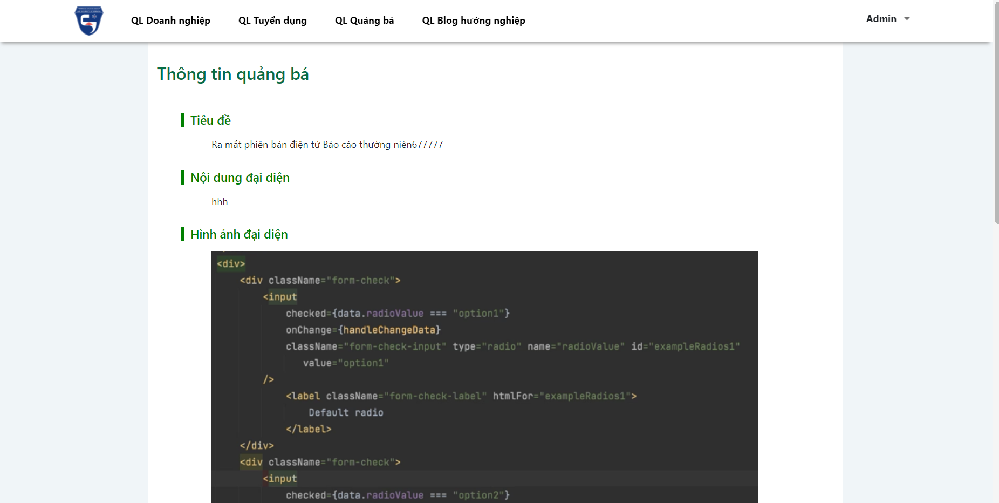 QL Doanh nghiệp QL Tuyển dụng QL Quảng bá QL Blog hướng nghiệp Admin
Thông tin quảng bá
Tiêu đề
Ra mắt phiên bản điện tử Báo cáo thường niên677777
Nội dung đại diện
hhh
Hình ảnh đại diện
<div>
<div className="form-check">
<input
checked={data.radioValue === "option1"}
onChange={handleChangeData}
className="form-check-input" type="radio" name="radioValue" id="exampleRadios1"
value="option1"
/>
<label className="form-check-label" htmlFor="exampleRadios1">
Default radio
</label>
</div>
<div className="form-check">
<input
checked={data.radioValue === "option2"}